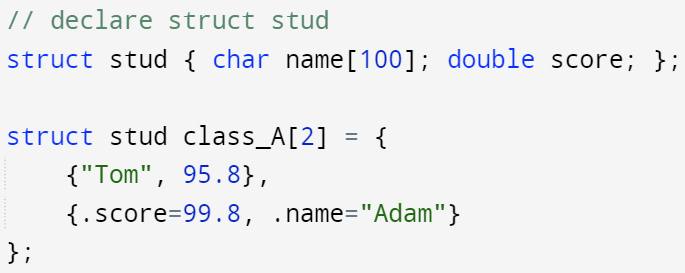 // declare struct stud
struct stud { char name[100]; double score; };
struct stud class_A[2] = {
{"Tom", 95.8},
{.score=99.8, .name="Adam"}
};